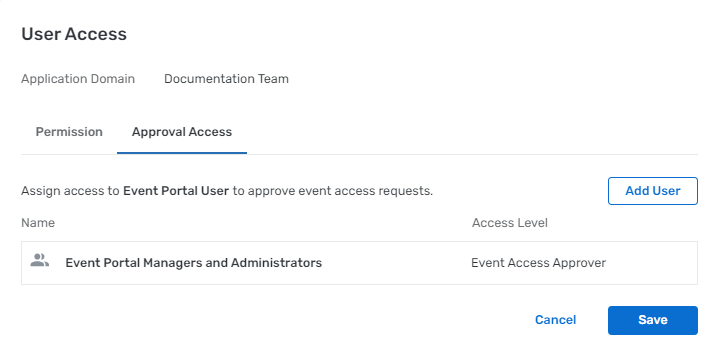 User Access
Application Domain Documentation Team
Permission Approval Access
Assign access to Event Portal User to approve event access requests. Add User
Name Access Level
Event Portal Managers and Administrators Event Access Approver
Cancel Save